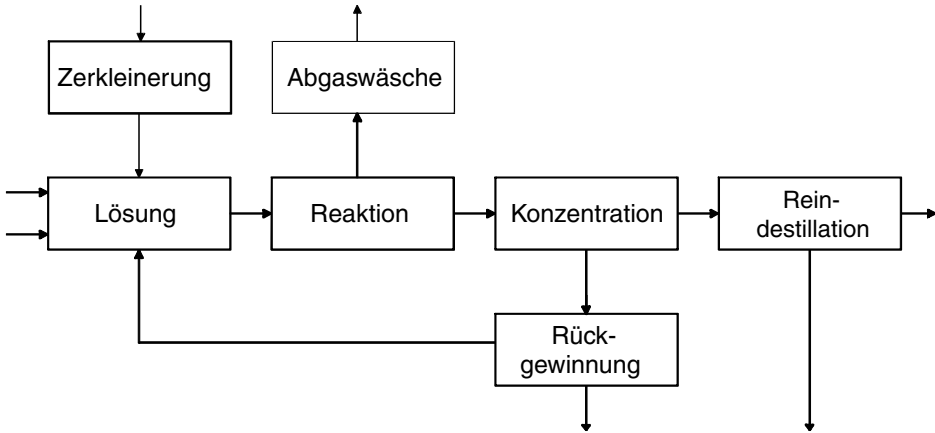 Zerkleinerung
Abgaswäsche
Lösung
Reaktion
Konzentration
Rein-
destillation
Rück-
gewinnung